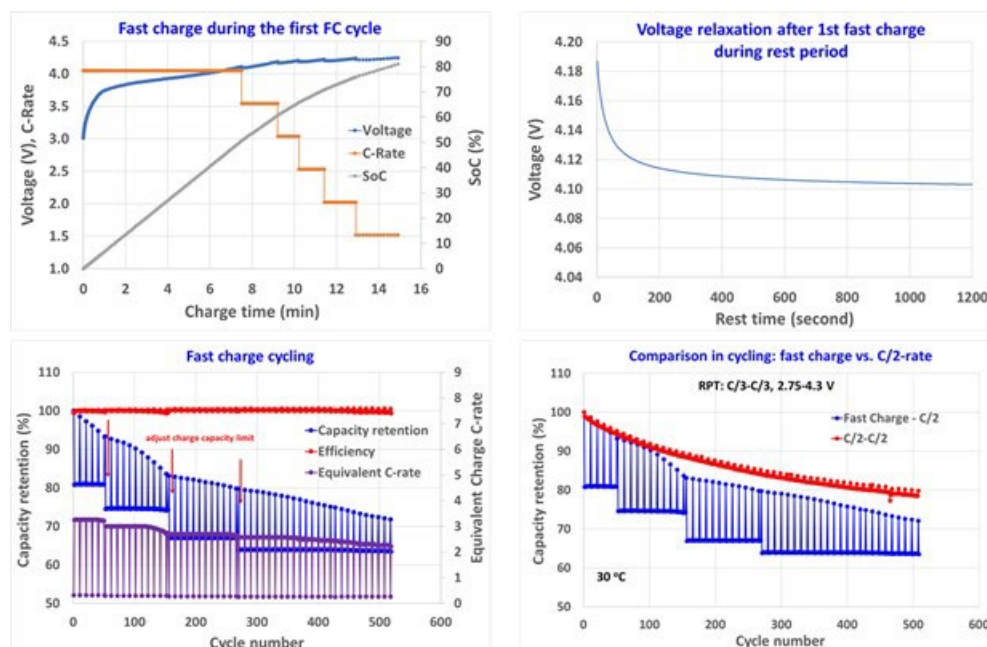 Fast charge during the first FC cycle
Voltage (V), C-Rate
4.5
4.0
3.5
3.0
2.5
2.0
1.5
1.0
90
80
70
60
50
40
30
20
10
0
SoC (%)
Voltage
C-Rate
SoC
0 2 4 6 8 10 12 14 16
Charge time (min)
Voltage relaxation after 1st fast charge
during rest period
Voltage (V)
4.20
4.18
4.16
4.14
4.12
4.10
4.08
4.06
4.04
0 200 400 600 800 1000 1200
Rest time (second)
Fast charge cycling
Capacity retention (%)
110
100
90
80
70
60
50
9
8
7
6
5
4
3
2
1
0
Equivalent Charge C-rate
adjust charge capacity limit
Capacity retention
Efficiency
Equivalent C-rate
0 100 200 300 400 500 600
Cycle number
Comparison in cycling: fast charge vs. C/2-rate
RPT: C/3-C/3, 2.75-4.3 V
Capacity retention (%)
110
100
90
80
70
60
50
Fast Charge - C/2
C/2-C/2
30 °C
0 100 200 300 400 500 600
Cycle number